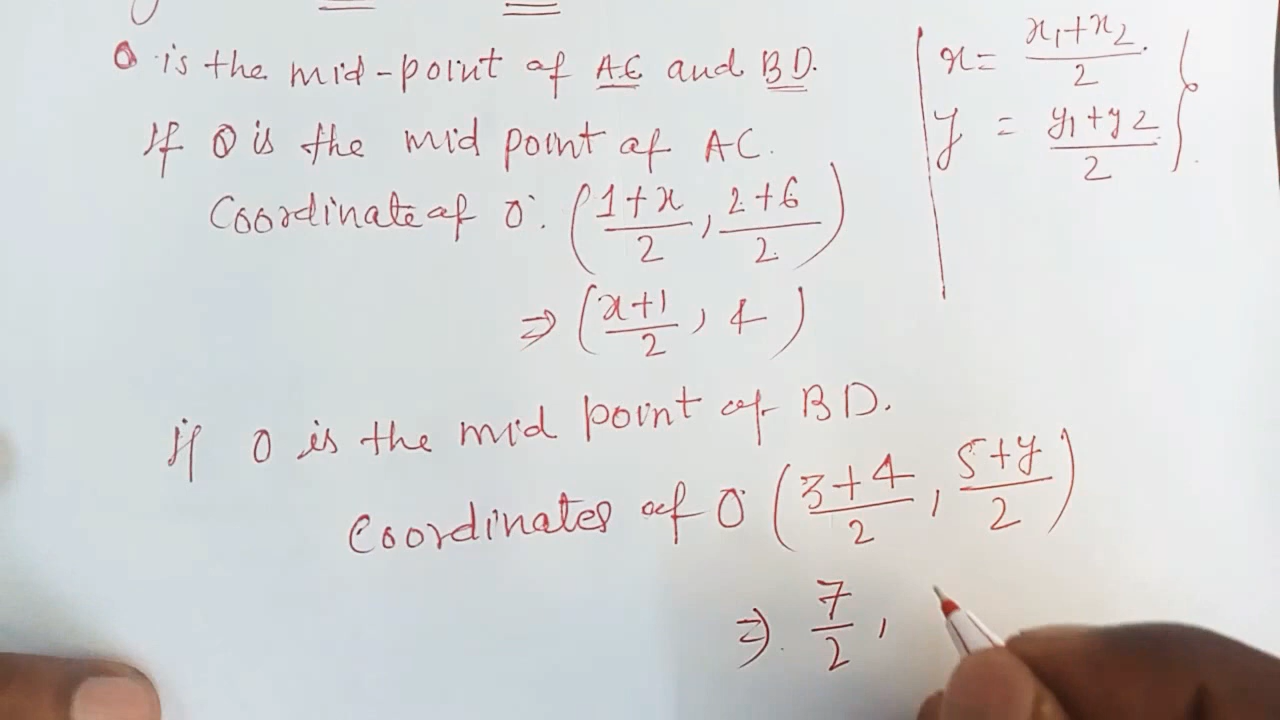 O is the mid-point of AC and BD.
x = x₁+x₂/2
y = y₁+y2/2
If O is the mid point of AC.
Coordinate of O. (1+x/2, 2+6/2)
⇒ (x+1/2, 4)
if O is the mid point of BD.
Coordinates of O (3+4/2, 5+y/2)
⇒ 7/2,